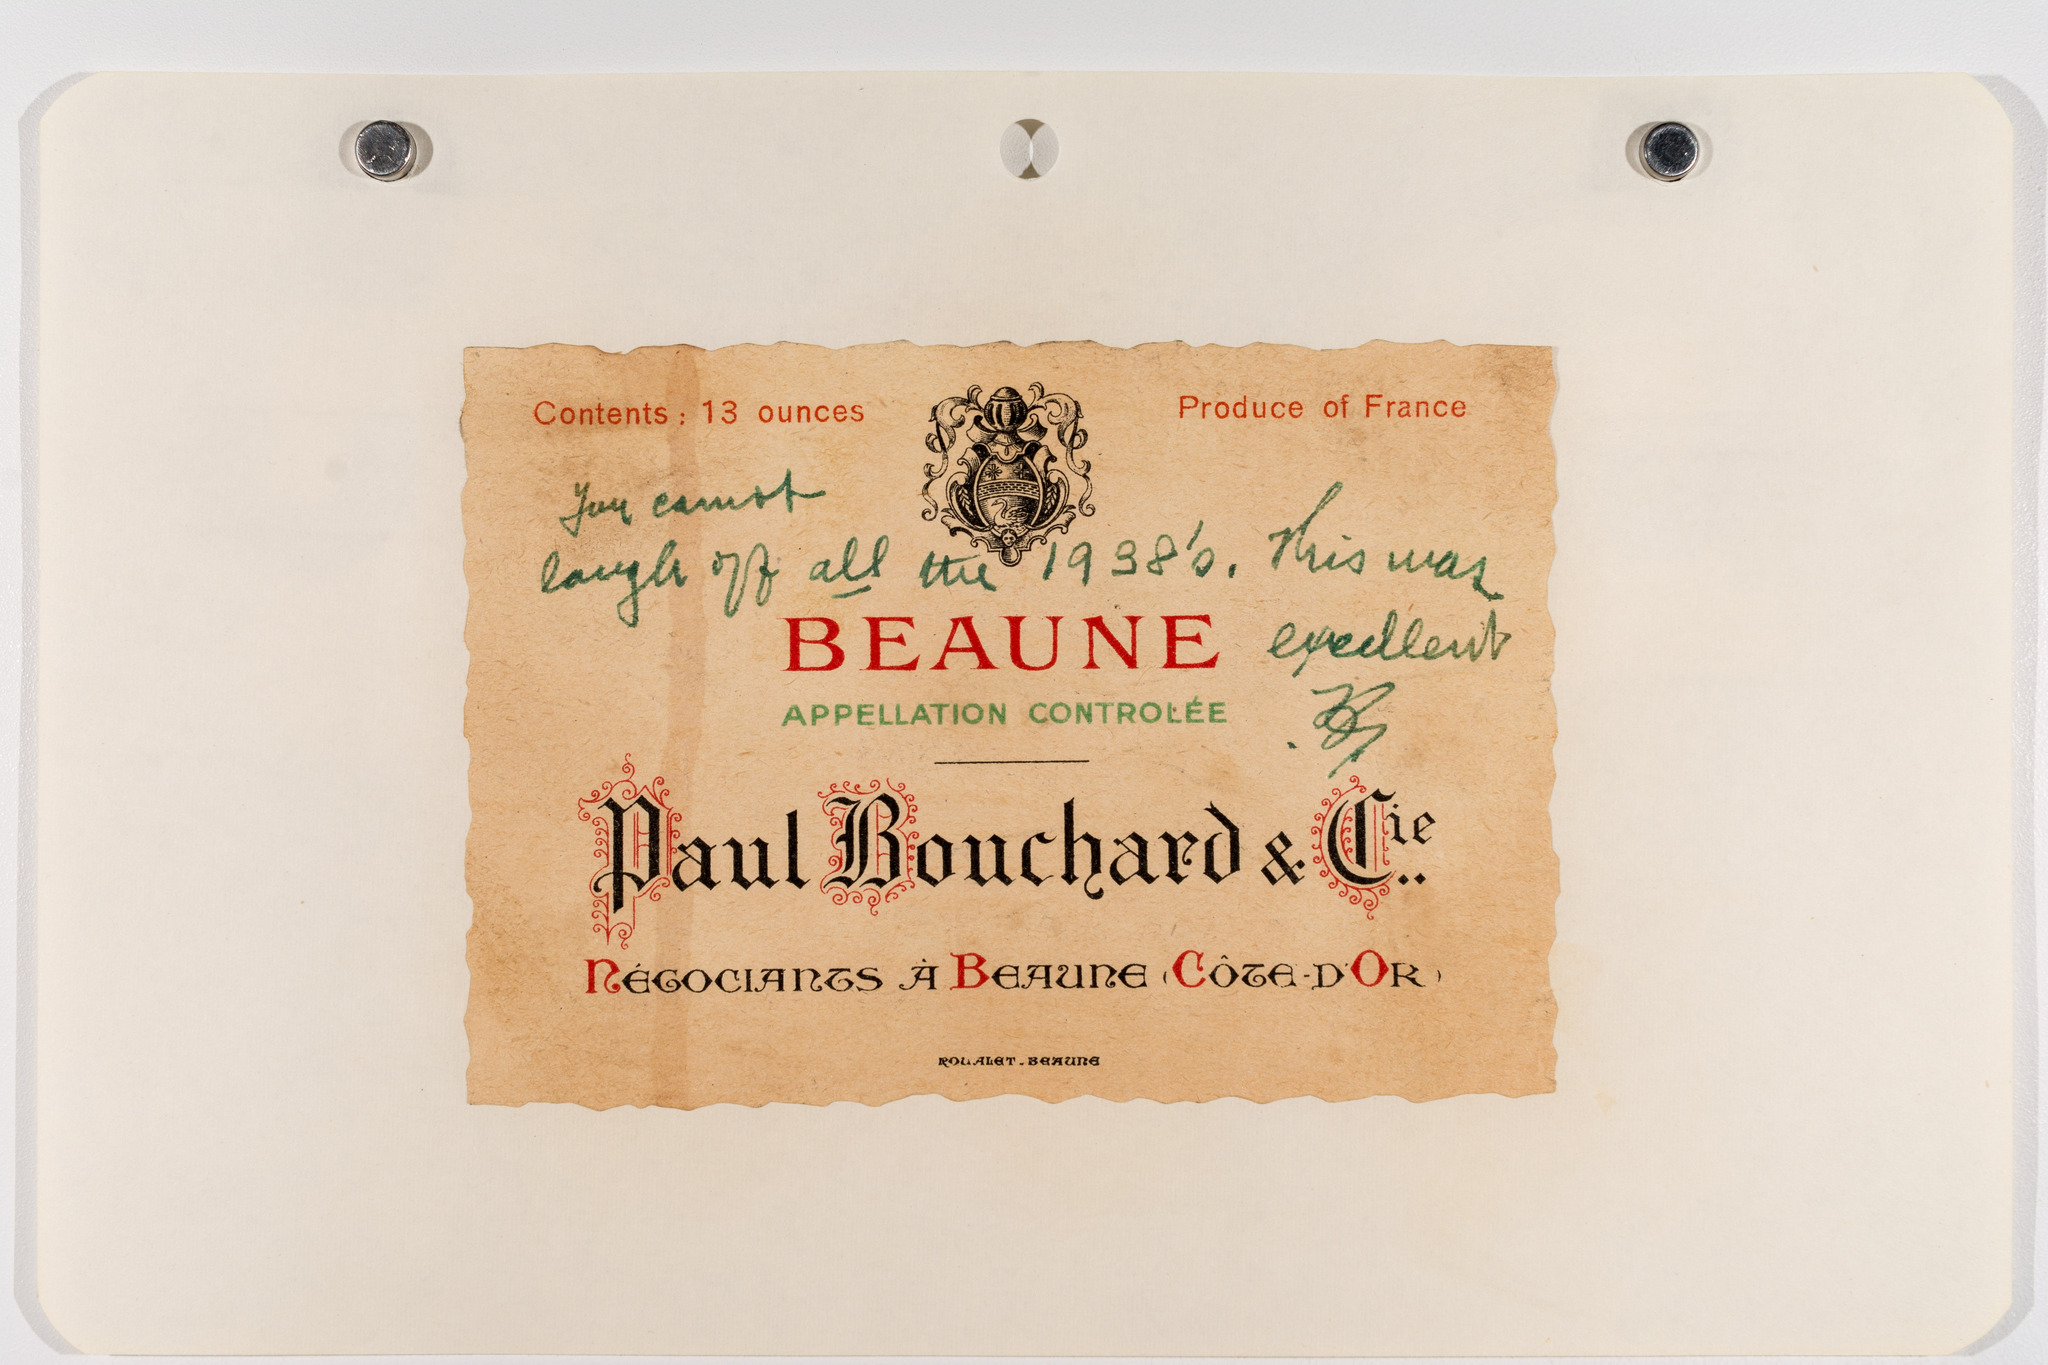 Contents : 13 ounces
Produce of France
You cannot
laugh off all the 1938's. This was
excellent
BEAUNE
APPELLATION CONTROLÉE
Paul Bouchard & Cie.
NÉGOCIANTS À BEAUNE (CÔTE-D'OR)
ROUALET-BEAUNE